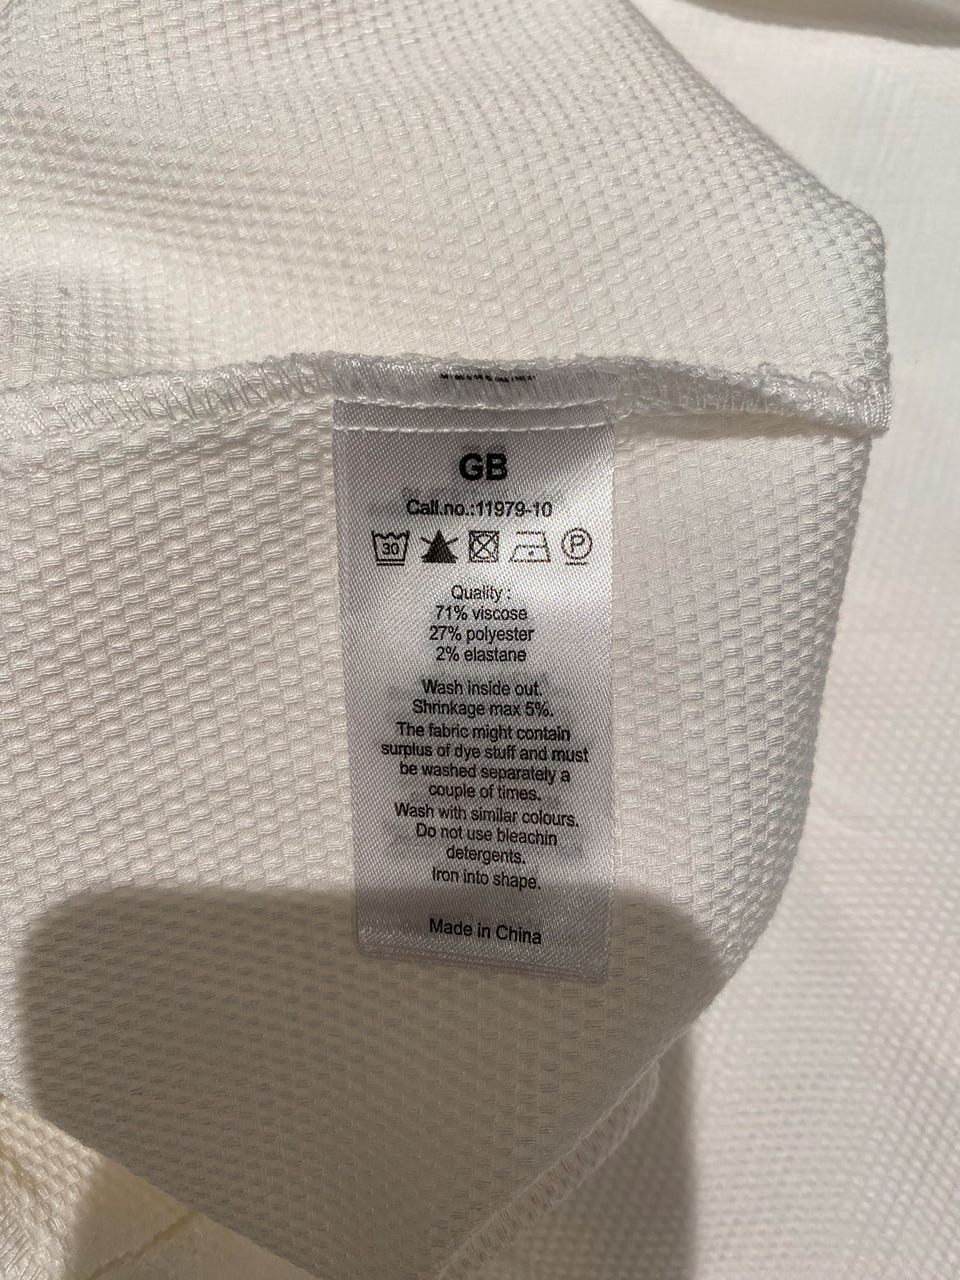 GB
Call.no.:11979-10
30
P
Quality :
71% viscose
27% polyester
2% elastane
Wash inside out.
Shrinkage max 5%.
The fabric might contain
surplus of dye stuff and must
be washed separately a
couple of times.
Wash with similar colours.
Do not use bleachin
detergents.
Iron into shape.
Made in China